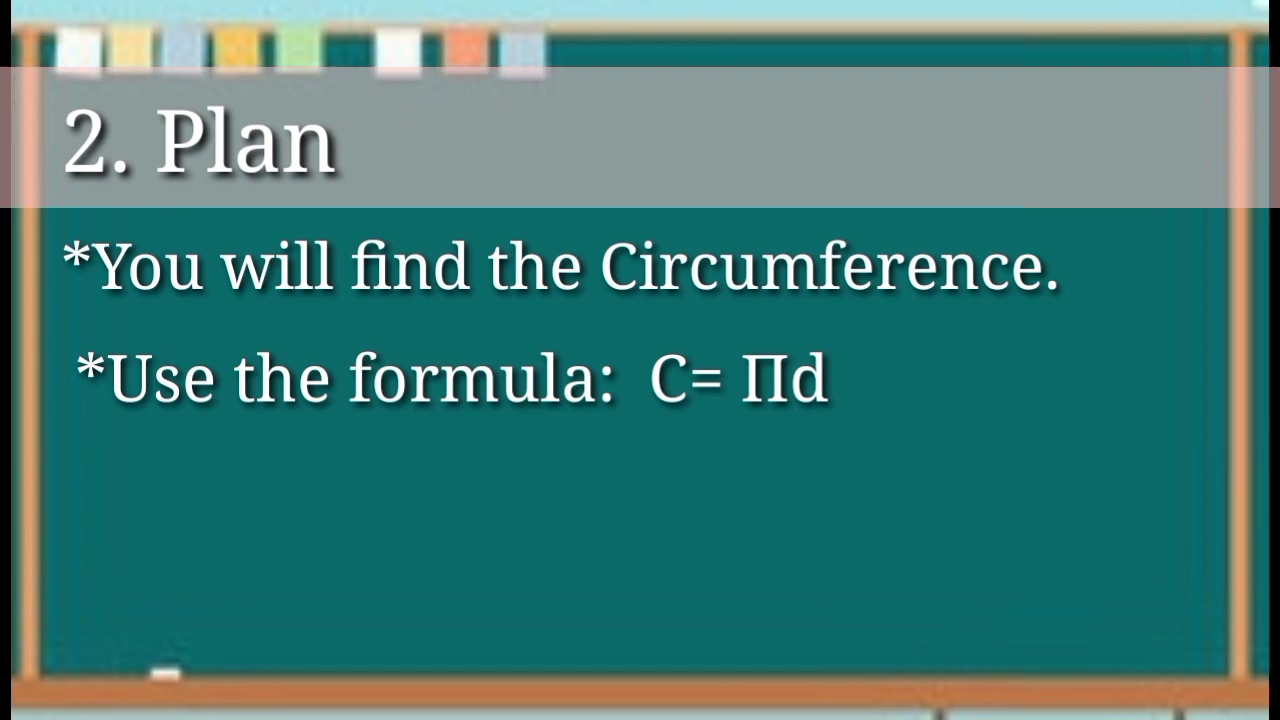 2. Plan
*You will find the Circumference.
*Use the formula: C= Πd